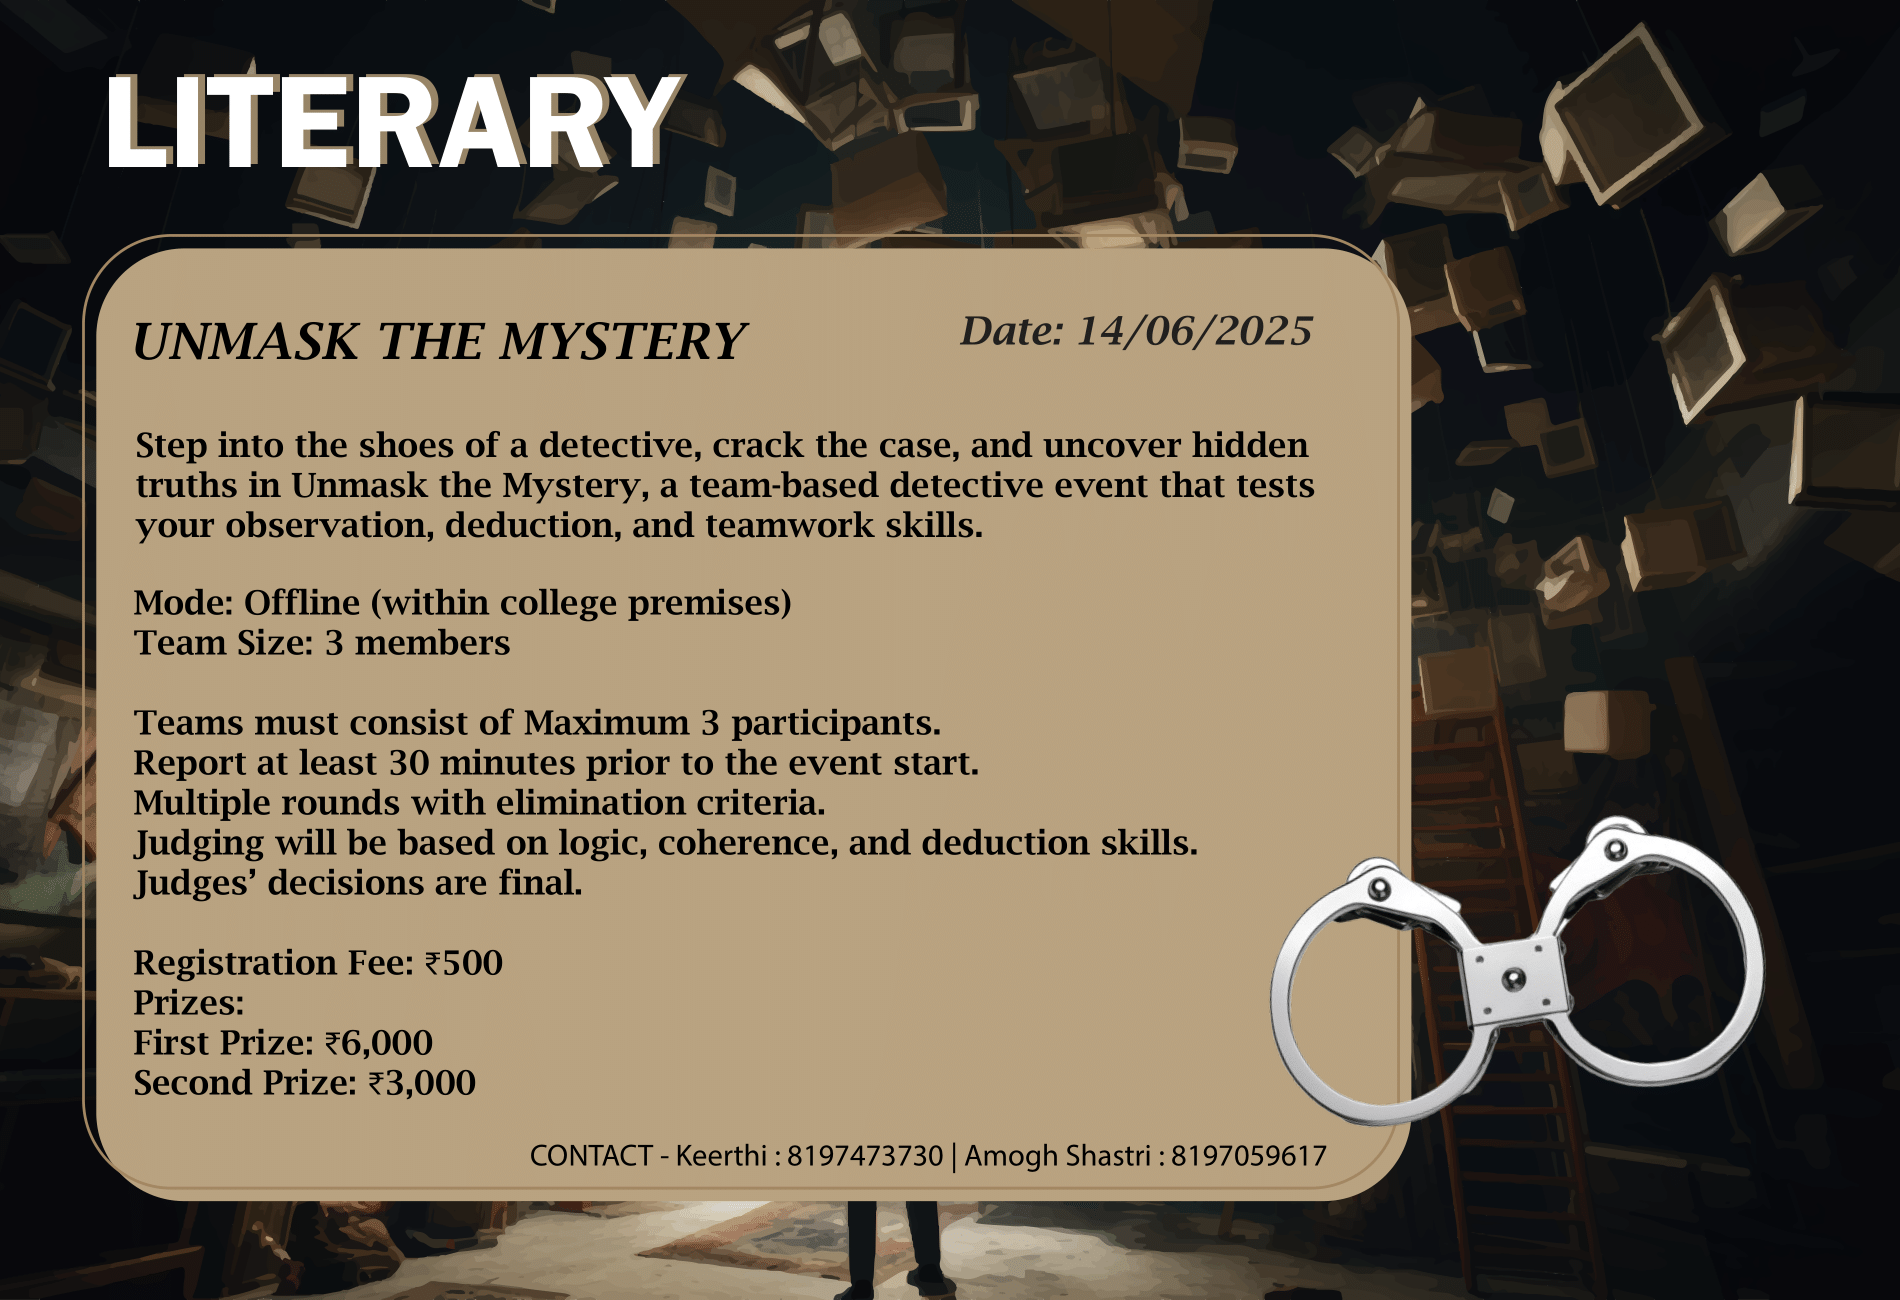 LITERARY
UNMASK THE MYSTERY
Date: 14/06/2025
Step into the shoes of a detective, crack the case, and uncover hidden
truths in Unmask the Mystery, a team-based detective event that tests
your observation, deduction, and teamwork skills.
Mode: Offline (within college premises)
Team Size: 3 members
Teams must consist of Maximum 3 participants.
Report at least 30 minutes prior to the event start.
Multiple rounds with elimination criteria.
Judging will be based on logic, coherence, and deduction skills.
Judges’ decisions are final.
Registration Fee: ₹500
Prizes:
First Prize: ₹6,000
Second Prize: ₹3,000
CONTACT - Keerthi : 8197473730 | Amogh Shastri : 8197059617